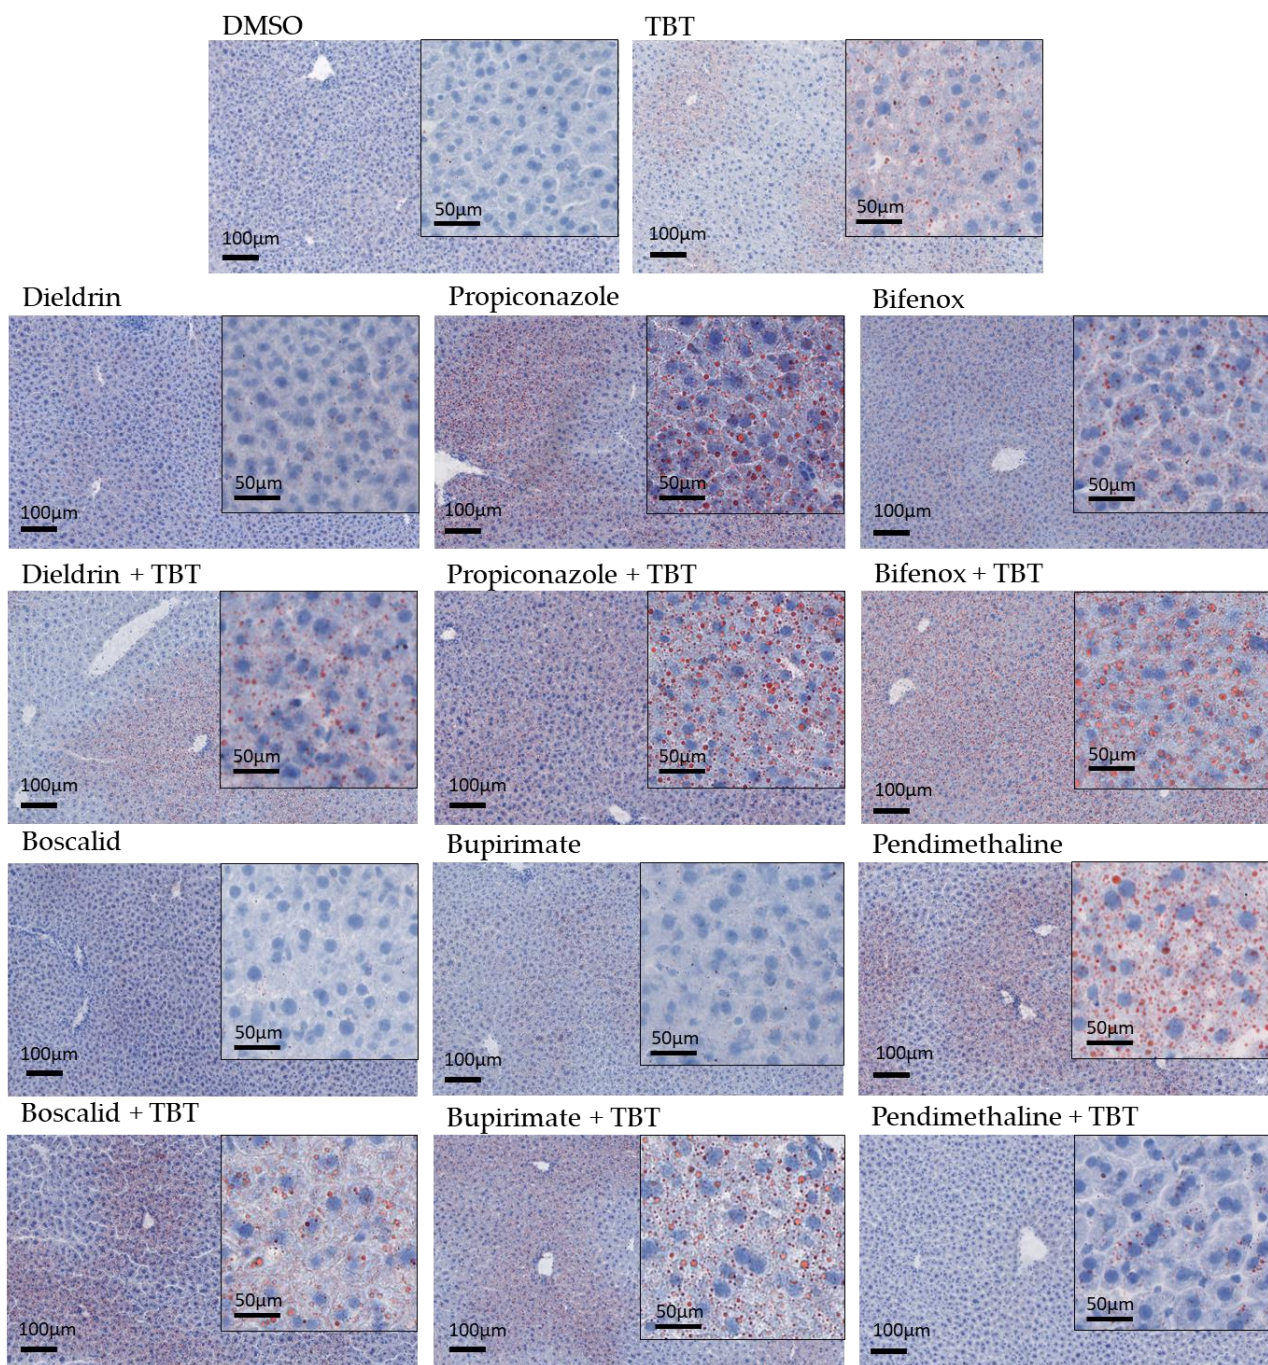 DMSO
TBT
50µm
100µm
50µm
100µm
Dieldrin
Propiconazole
Bifenox
50µm
100µm
50µm
100µm
50µm
100µm
Dieldrin + TBT
Propiconazole + TBT
Bifenox + TBT
50µm
100µm
50µm
100µm
50µm
100µm
Boscalid
Bupirimate
Pendimethaline
50µm
100µm
50µm
100µm
50µm
100µm
Boscalid + TBT
Bupirimate + TBT
Pendimethaline + TBT
50µm
100µm
50µm
100µm
50µm
100µm